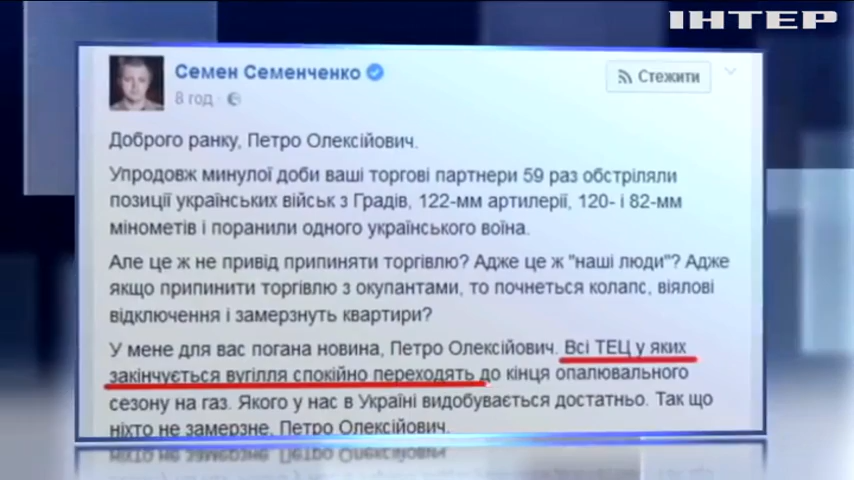 ІНТЕР
Семен Семенченко
Стежити
8 год
Доброго ранку, Петро Олексійович.
Упродовж минулої доби ваші торгові партнери 59 раз обстріляли
позиції українських військ з Градів, 122-мм артилерії, 120- і 82-мм
мінометів і поранили одного українського воїна.
Але це ж не привід припиняти торгівлю? Адже це ж "наші люди"? Адже
якщо припинити торгівлю з окупантами, то почнеться колапс, віялові
відключення і замерзнуть квартири?
У мене для вас погана новина, Петро Олексійович. Всі ТЕЦ у яких
закінчується вугілля спокійно переходять до кінця опалювального
сезону на газ. Якого у нас в Україні видобувається достатньо. Так що
ніхто не замерзне, Петро Олексійович.